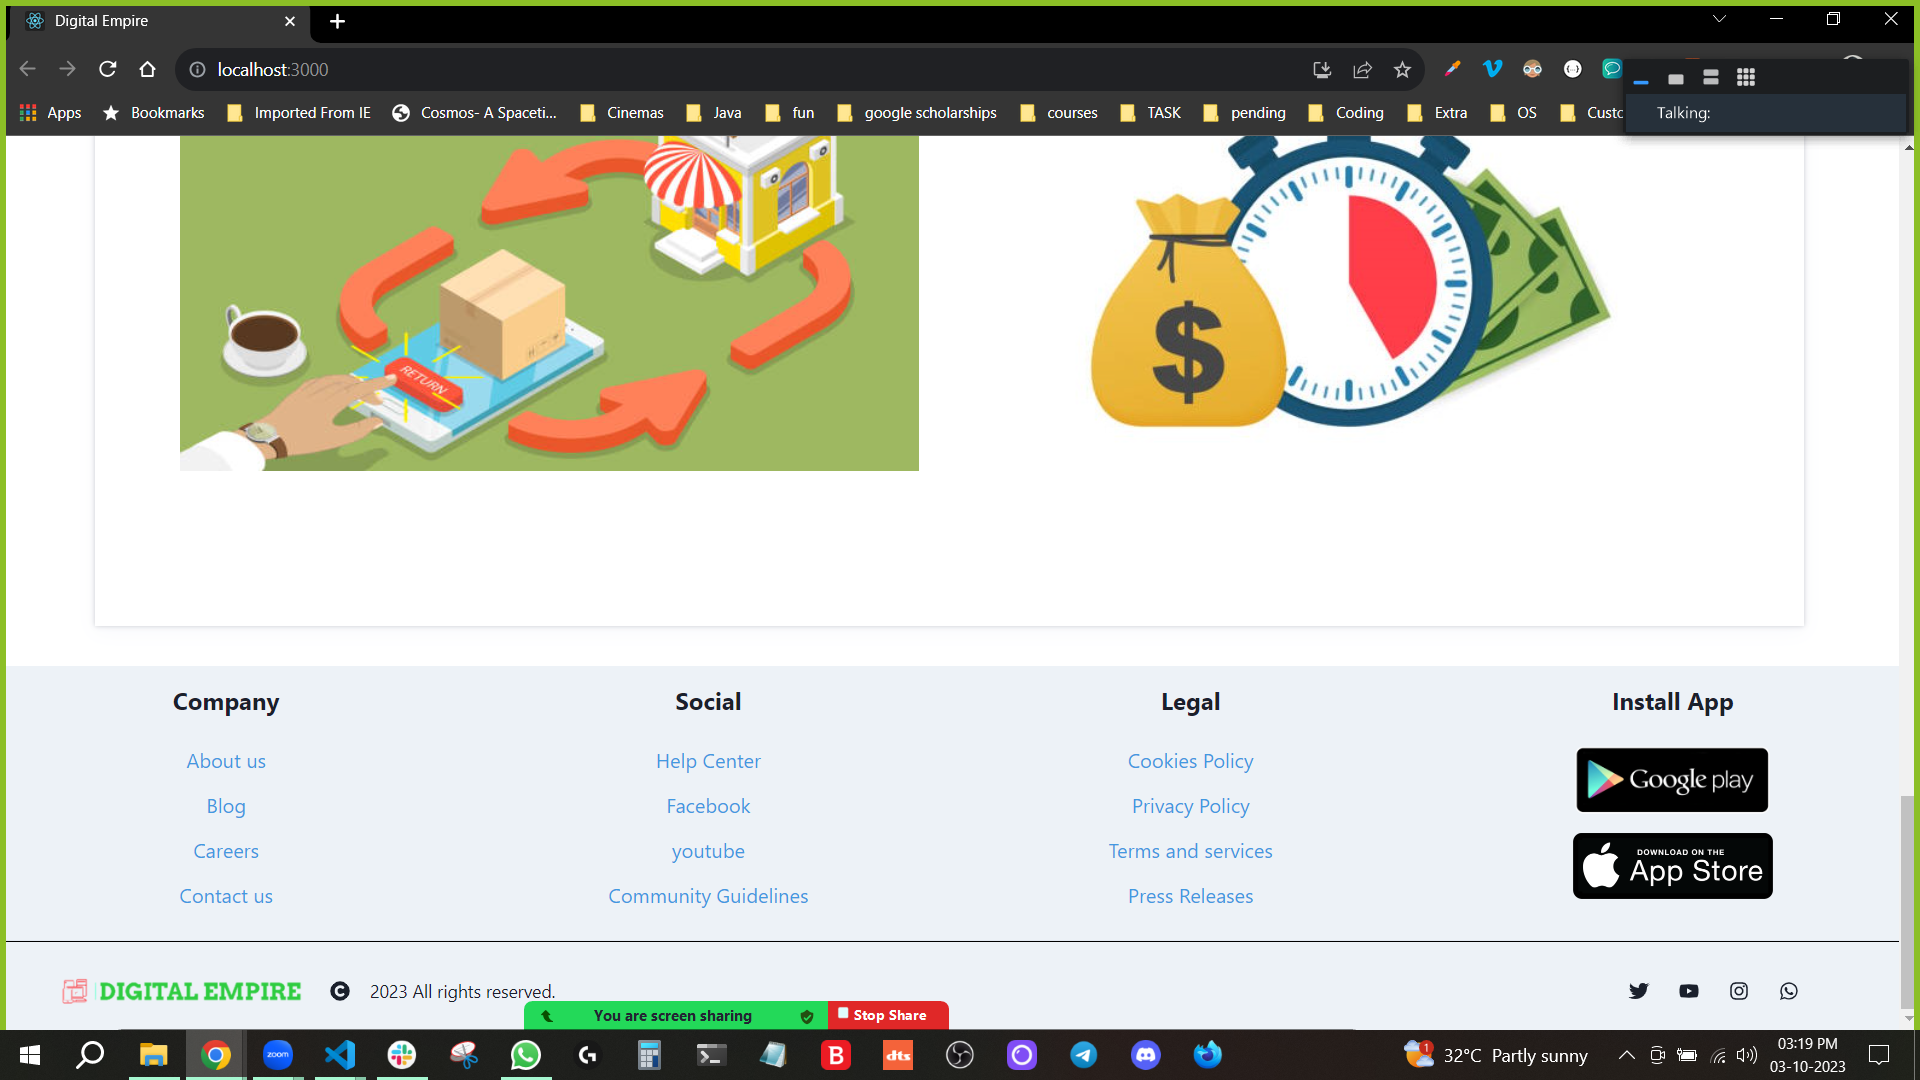 Digital Empire
localhost:3000
Apps Bookmarks Imported From IE Cosmos- A Spaceti... Cinemas Java fun google scholarships courses TASK pending Coding Extra OS Custo
Talking:
RETURN
$
Company Social Legal Install App
About us Help Center Cookies Policy
Blog Facebook Privacy Policy
Google play
Careers youtube Terms and services
DOWNLOAD ON THE
App Store
Contact us Community Guidelines Press Releases
DIGITAL EMPIRE 2023 All rights reserved.
You are screen sharing Stop Share
zoom
B
dts
1
32°C Partly sunny
03:19 PM
03-10-2023